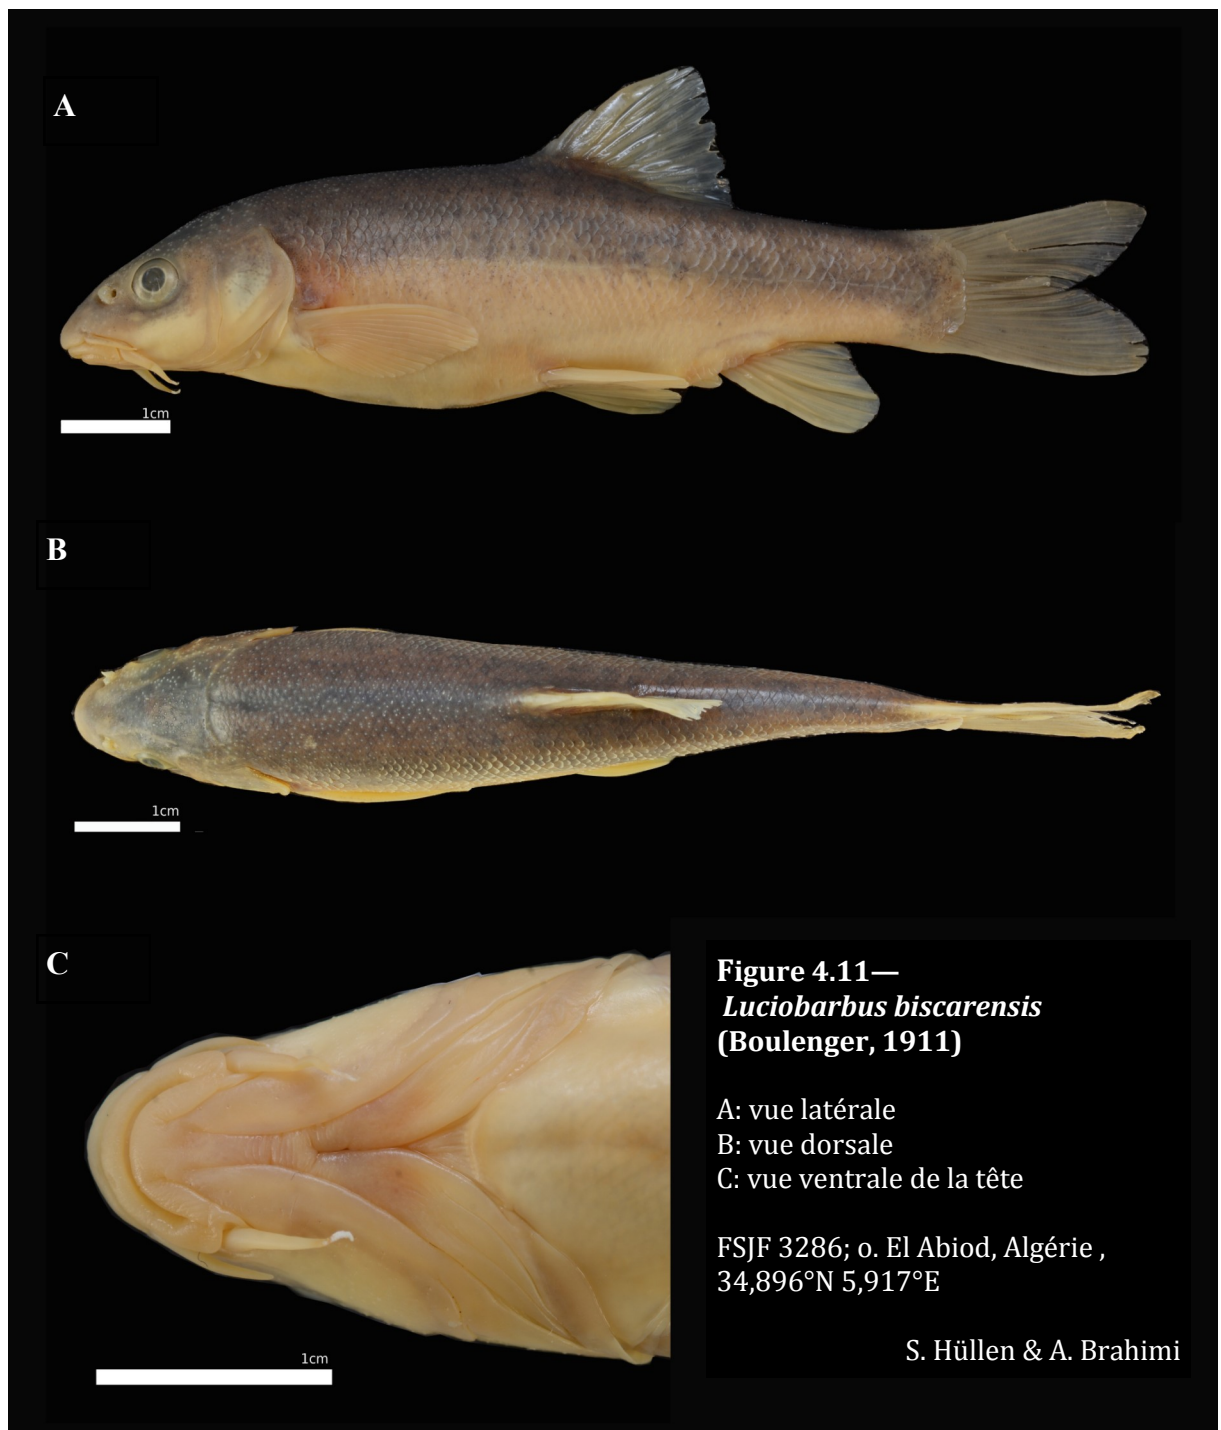 A
1cm
B
1cm
C
1cm
Figure 4.11—
Luciobarbus biscarensis
(Boulenger, 1911)
A: vue latérale
B: vue dorsale
C: vue ventrale de la tête
FSJF 3286; o. El Abiod, Algérie ,
34,896°N 5,917°E
S. Hüllen & A. Brahimi